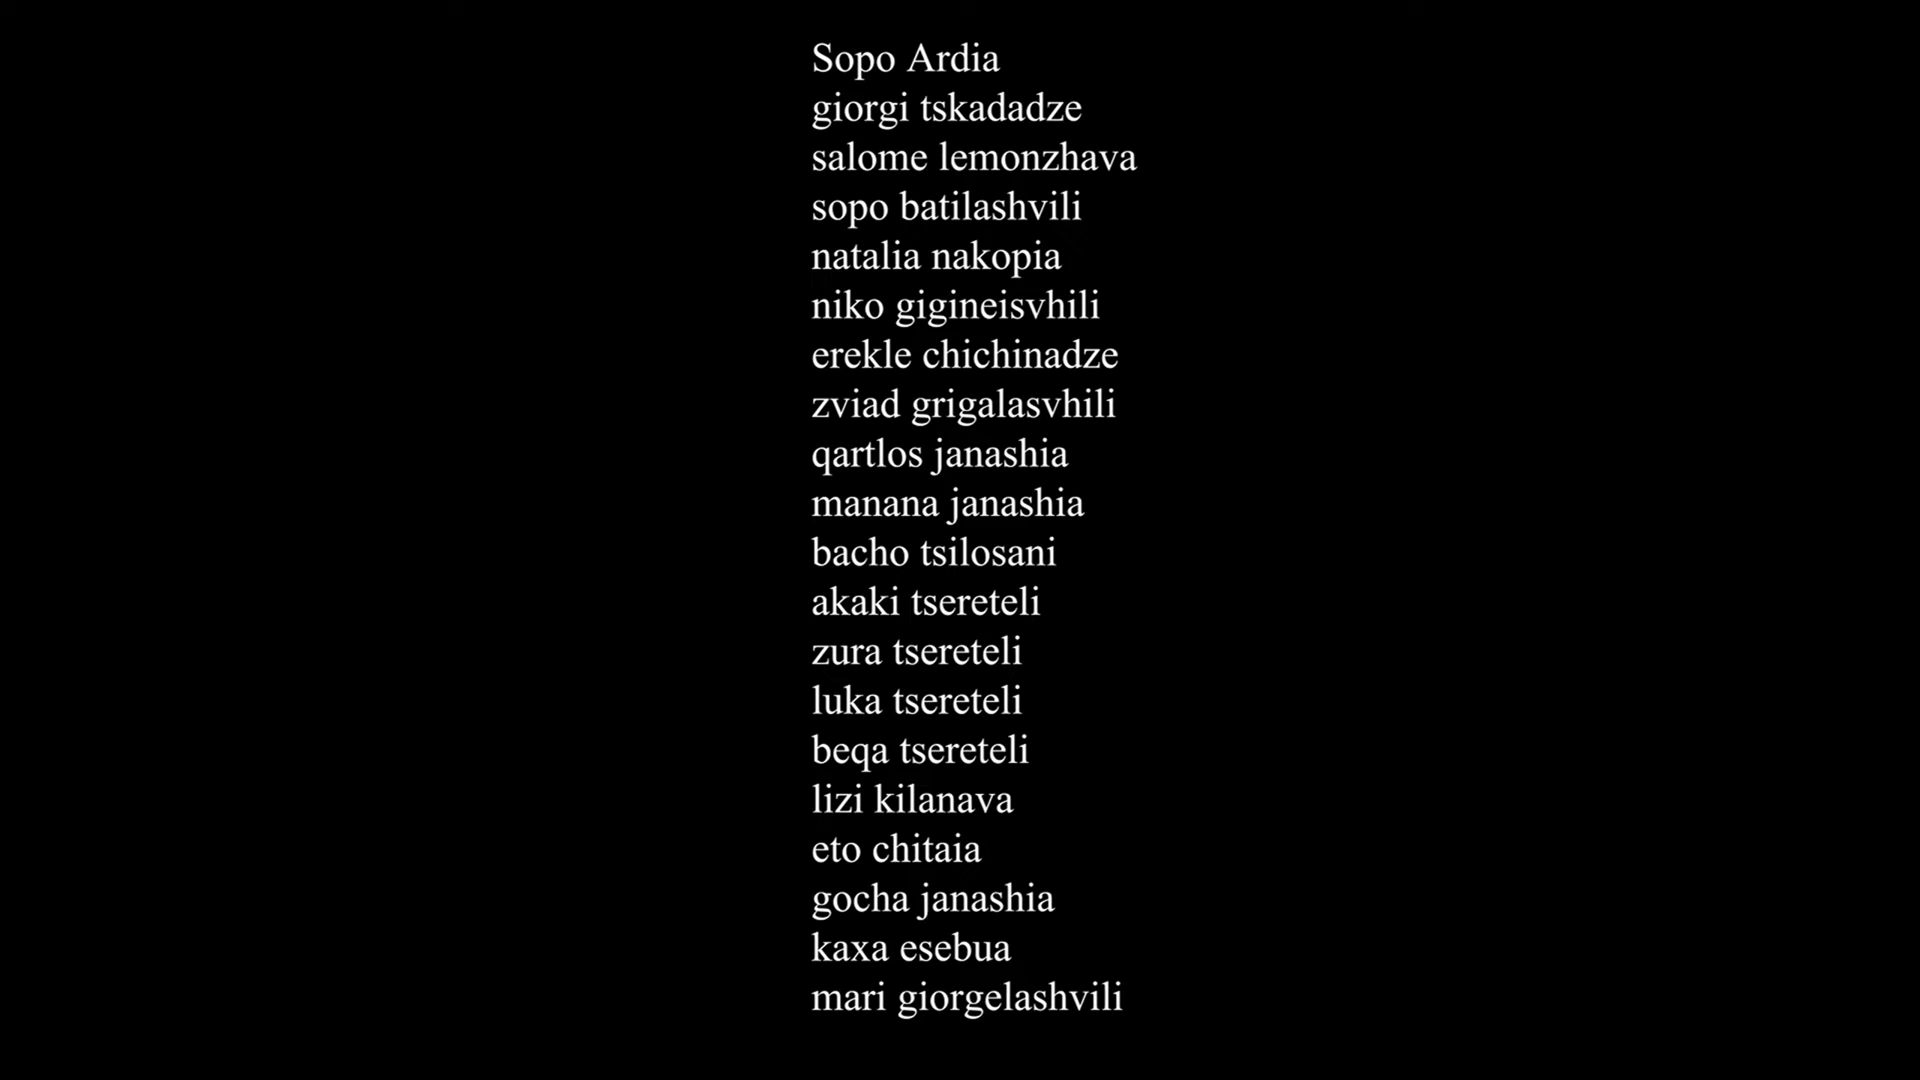 Sopo Ardia
giorgi tskadadze
salome lemonzhava
sopo batilashvili
natalia nakopia
niko gigineisvhili
erekle chichinadze
zviad grigalasvhili
qartlos janashia
manana janashia
bacho tsilosani
akaki tsereteli
zura tsereteli
luka tsereteli
beqa tsereteli
lizi kilanava
eto chitaia
gocha janashia
kaxa esebua
mari giorgelashvili